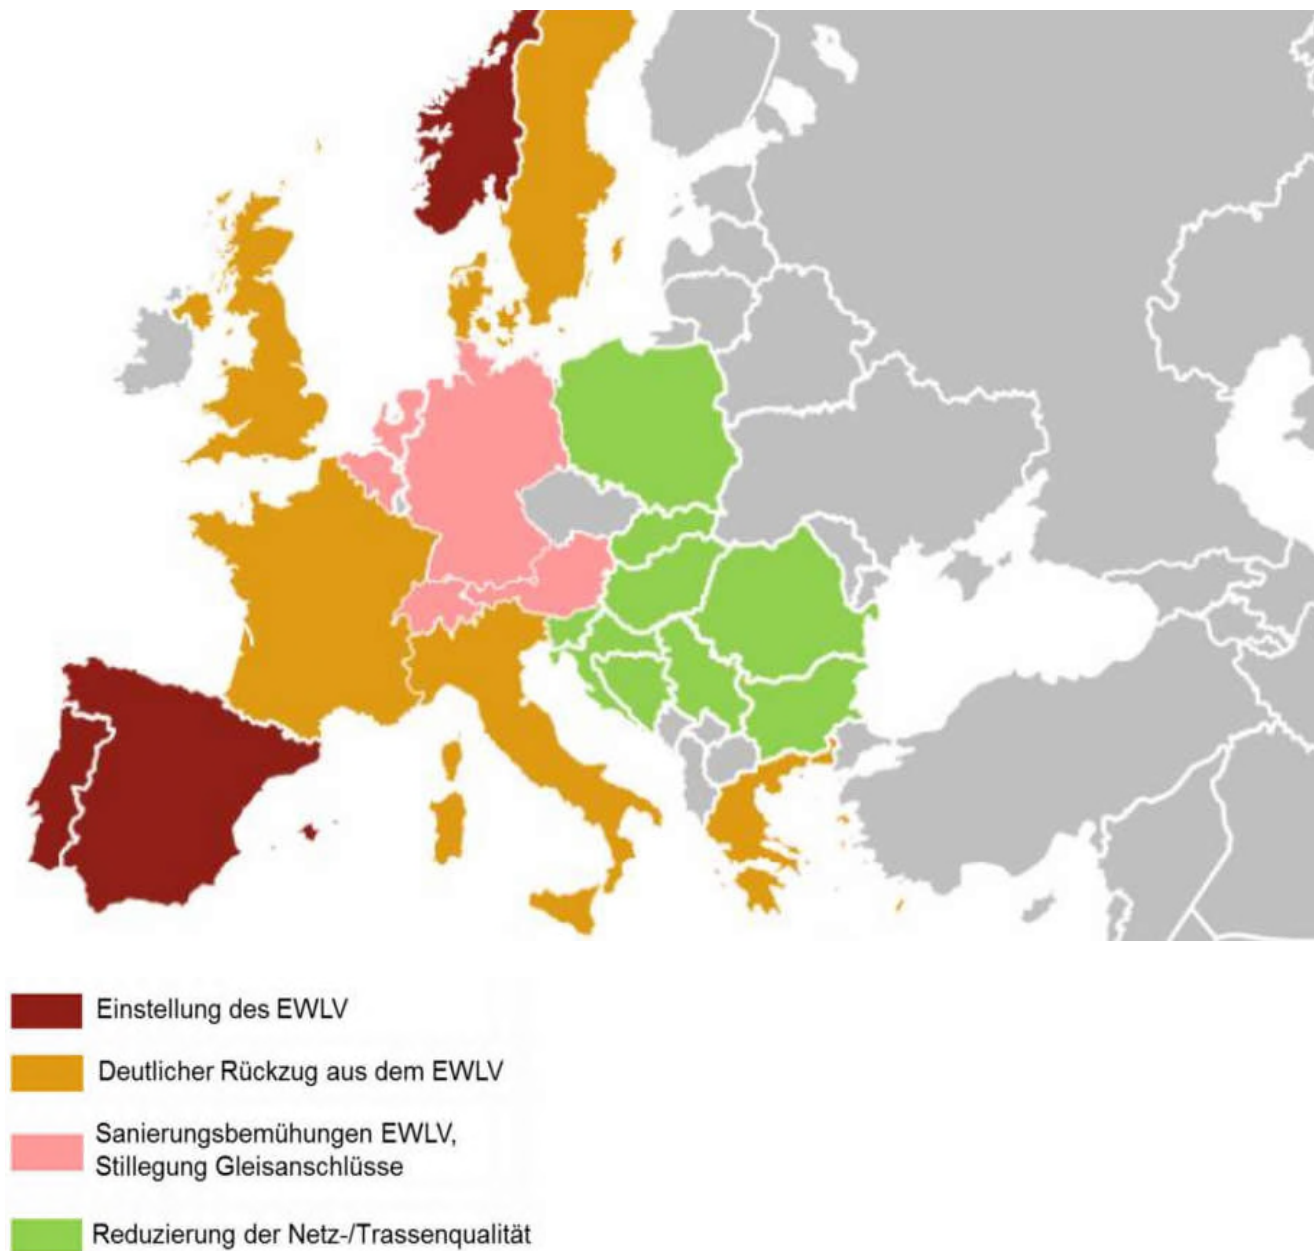 Einstellung des EWLV
Deutlicher Rückzug aus dem EWLV
Sanierungsbemühungen EWLV,
Stillegung Gleisanschlüsse
Reduzierung der Netz-/Trassenqualität